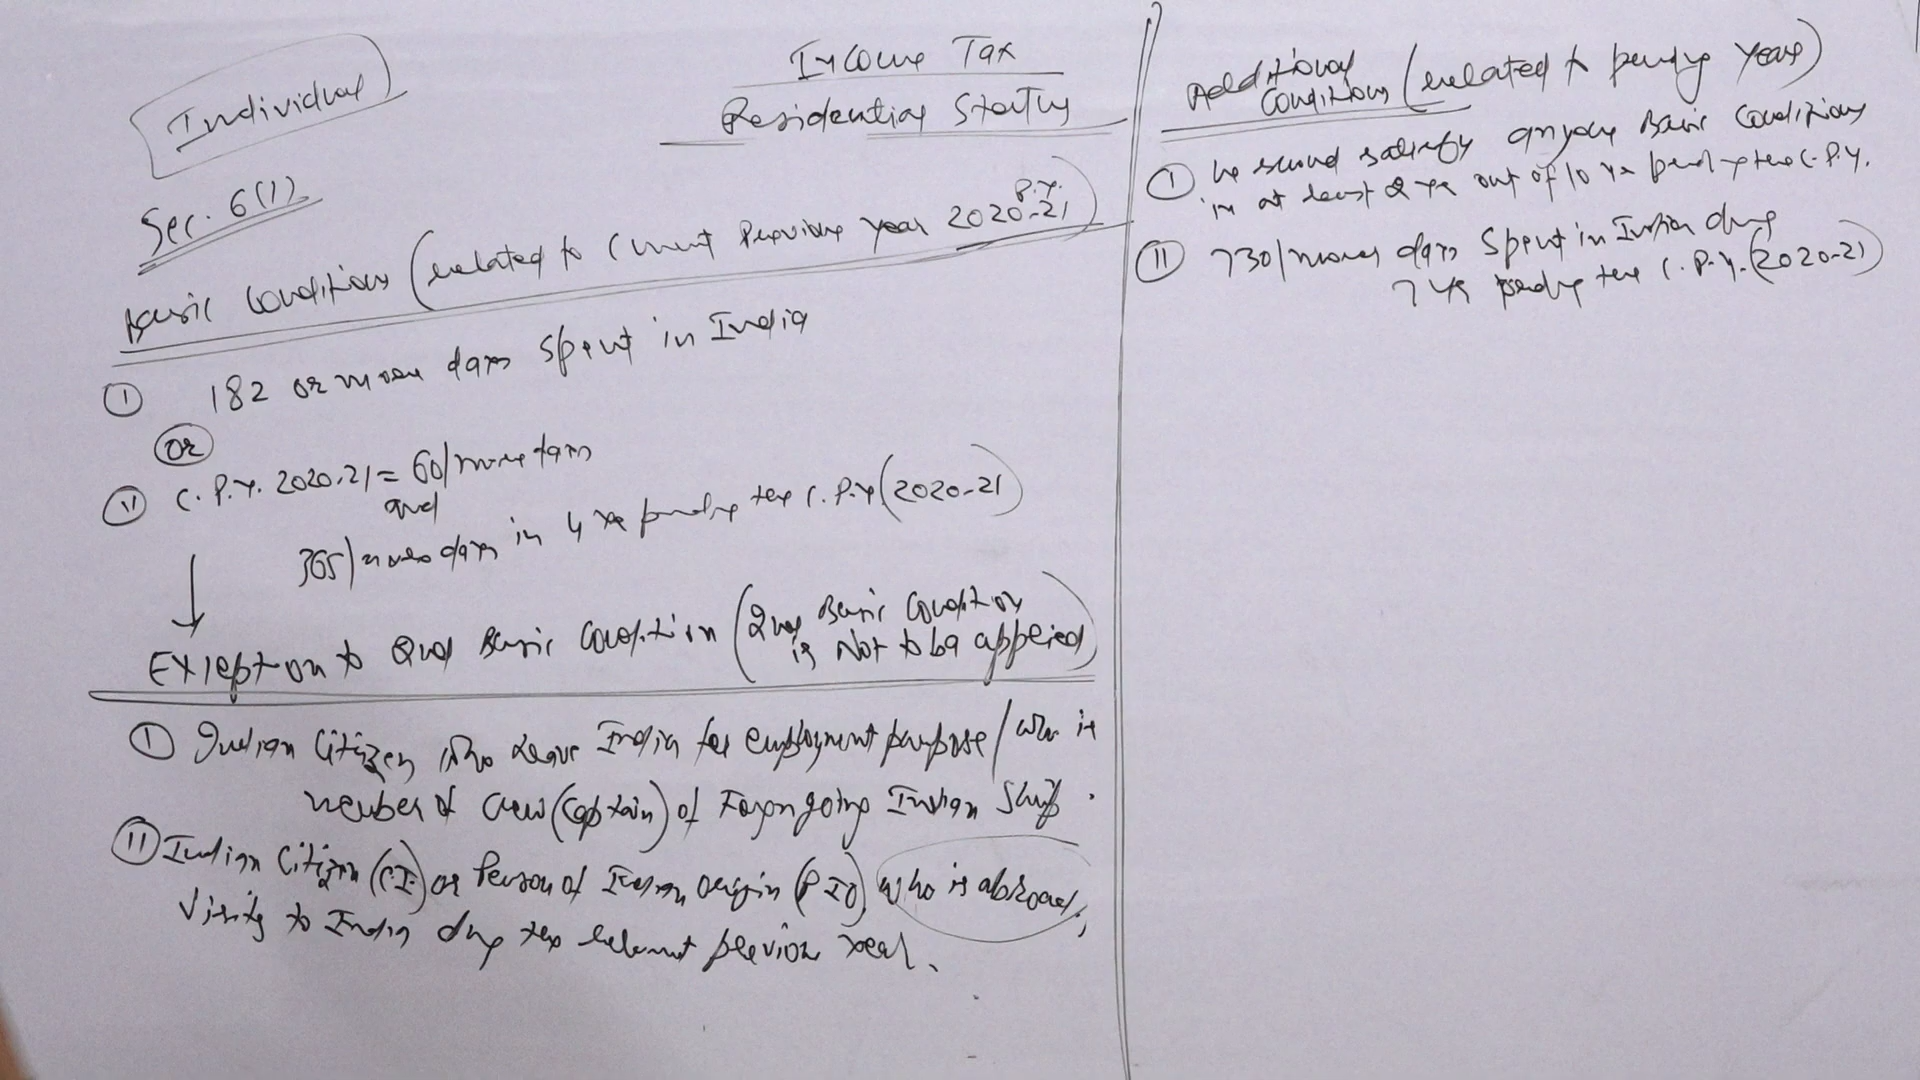 Individual
Income Tax
Residential Status
Sec. 6(1)
Basic Conditions (related to Current Previous year P.Y. 2020-21)
① 182 or more days spent in India
OR
② C.P.Y. 2020-21 = 60/more days
and
365/more days in 4 yrs preceding the C.P.Y (2020-21)
Exception to 2nd Basic Condition (2nd Basic Condition
is Not to be applied)
① Indian Citizen who leave India for employment purpose / who is
member of crew (Captain) of Foreign going Indian Ship.
② Indian Citizen (C.I.) or Person of Indian origin (PIO) who is abroad,
Visits to India during the relevant previous year.
Additional
Conditions (related to preceding years)
① he should satisfy anyone Basic Conditions
in at least 2 yrs out of 10 yrs preceding the C.P.Y.
② 730/more days spent in India during
7 yrs preceding the C.P.Y. (2020-21)